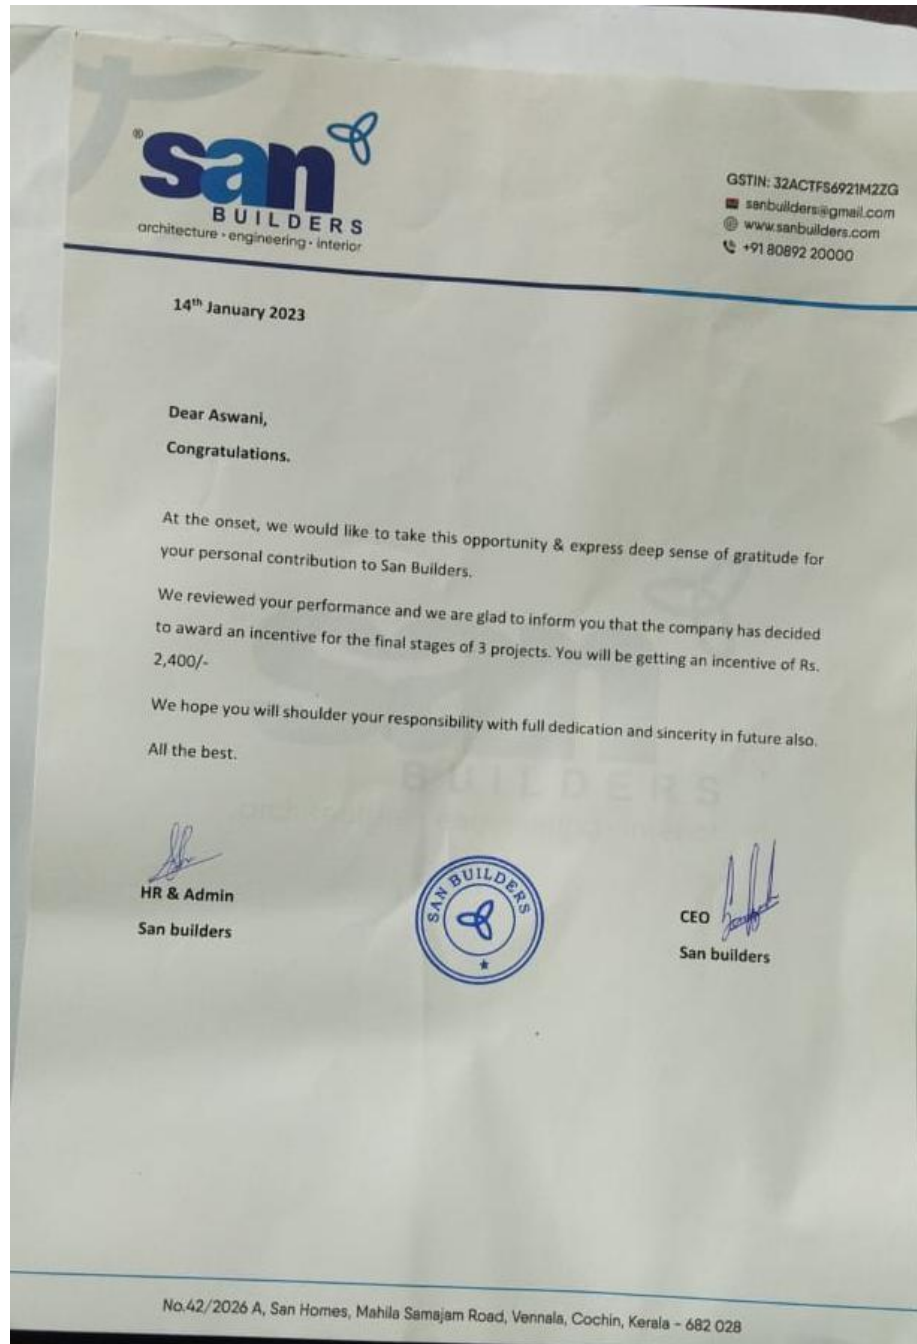 ® san
BUILDERS
architecture • engineering • interior
GSTIN: 32ACTFS6921M2ZG
sanbuilders@gmail.com
www.sanbuilders.com
+91 80892 20000
14th January 2023
Dear Aswani,
Congratulations.
At the onset, we would like to take this opportunity & express deep sense of gratitude for
your personal contribution to San Builders.
We reviewed your performance and we are glad to inform you that the company has decided
to award an incentive for the final stages of 3 projects. You will be getting an incentive of Rs.
2,400/-
We hope you will shoulder your responsibility with full dedication and sincerity in future also.
All the best.
BUILDERS
HR & Admin
San builders
SAN BUILDERS
CEO
San builders
No.42/2026 A, San Homes, Mahila Samajam Road, Vennala, Cochin, Kerala - 682 028